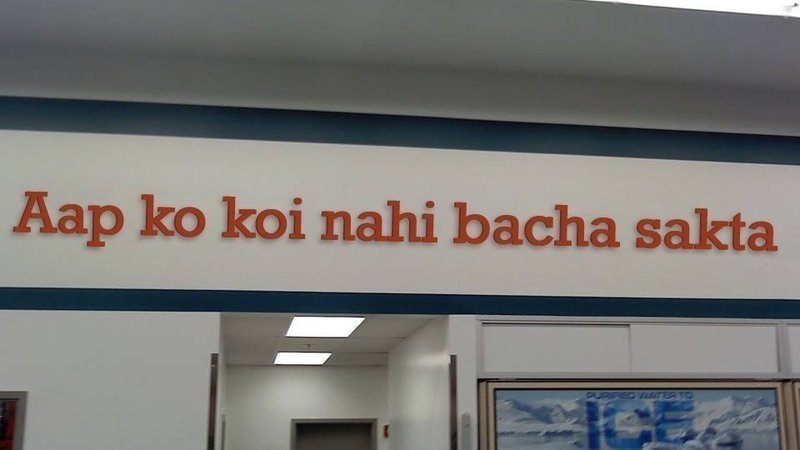 Aap ko koi nahi bacha sakta
PURIFIED WATER TO
ICE